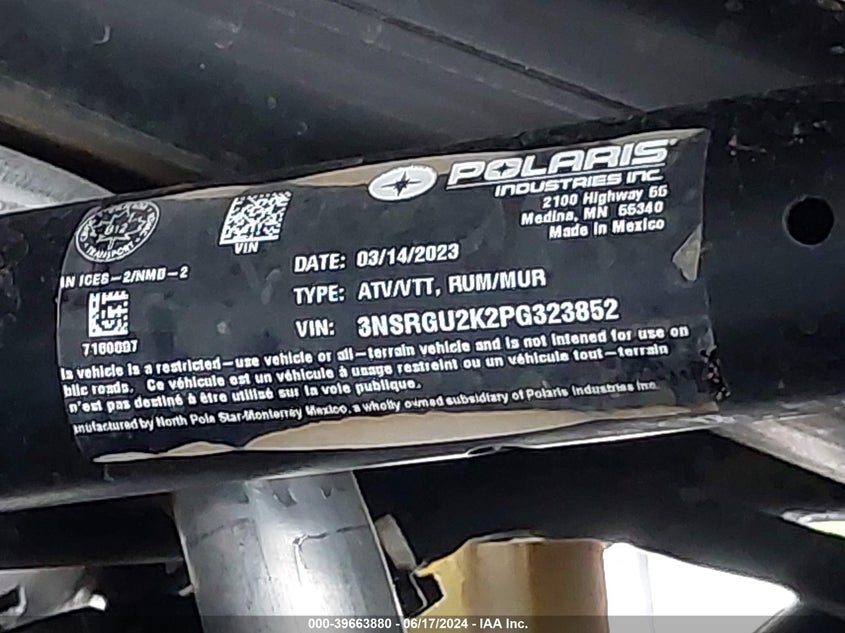 POLARIS
INDUSTRIES INC.
2100 Highway 55
Medina, MN 55340
Made in Mexico
VIN
DATE: 03/14/2023
TYPE: ATV/VTT, RUM/MUR
VIN: 3NSRGU2K2PG323852
TRANSPORT
N ICES-2/NMB-2
7180007
is vehicle is a restricted-use vehicle or all-terrain vehicle and is not intended for use on
blic roads. Ce véhicule est un véhicule à usage restreint ou un véhicule tout-terrain
n'est pas destiné à être utilisé sur la voie publique.
anufactured by North Pole Star-Monterrey Mexico, a wholly owned subsidiary of Polaris Industries Inc.
000-39663880 - 06/17/2024 - IAA Inc.